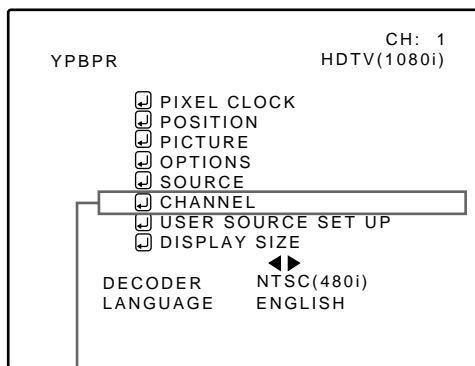 CH: 1
YPBPR HDTV(1080i)
PIXEL CLOCK
POSITION
PICTURE
OPTIONS
SOURCE
CHANNEL
USER SOURCE SET UP
DISPLAY SIZE
DECODER NTSC(480i)
LANGUAGE ENGLISH